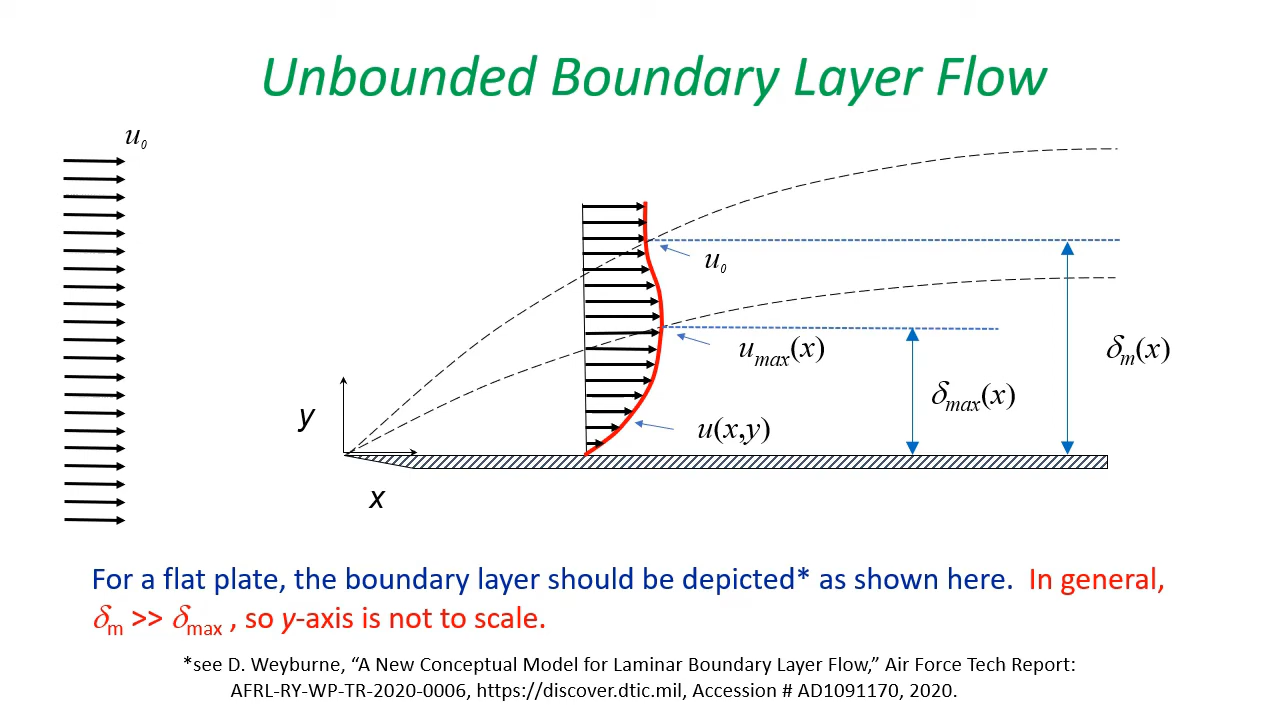 Unbounded Boundary Layer Flow
u₀
u₀
u_max(x)
δ_m(x)
δ_max(x)
u(x,y)
y
x
For a flat plate, the boundary layer should be depicted* as shown here. In general,
δ_m >> δ_max , so y-axis is not to scale.
*see D. Weyburne, “A New Conceptual Model for Laminar Boundary Layer Flow,” Air Force Tech Report:
AFRL-RY-WP-TR-2020-0006, https://discover.dtic.mil, Accession # AD1091170, 2020.